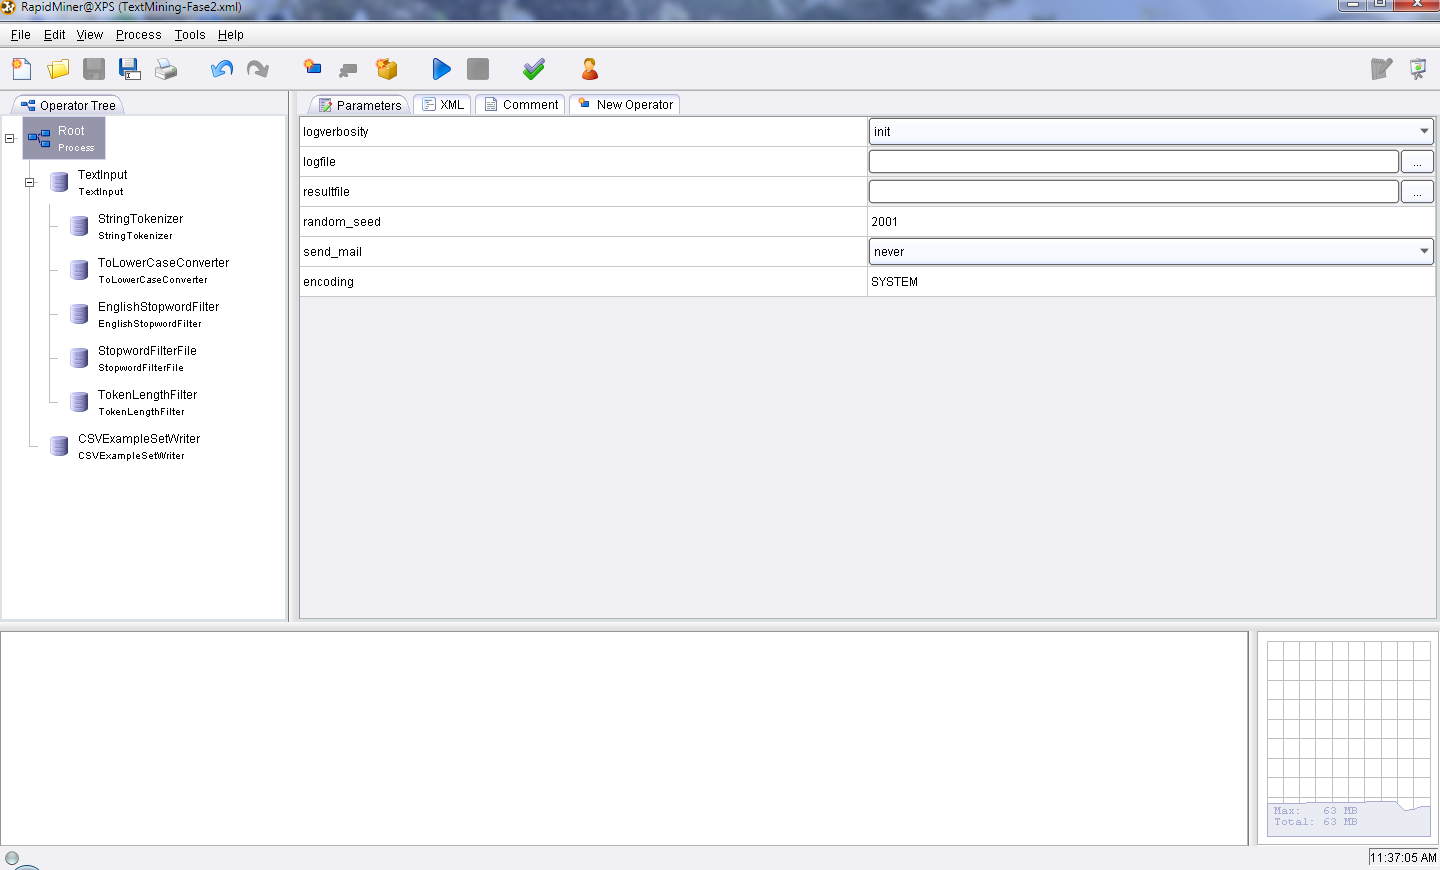 RapidMiner@XPS (TextMining-Fase2.xml)
File Edit View Process Tools Help
Operator Tree
Root
Process
TextInput
TextInput
StringTokenizer
StringTokenizer
ToLowerCaseConverter
ToLowerCaseConverter
EnglishStopwordFilter
EnglishStopwordFilter
StopwordFilterFile
StopwordFilterFile
TokenLengthFilter
TokenLengthFilter
CSVExampleSetWriter
CSVExampleSetWriter
Parameters XML Comment New Operator
logverbosity init
logfile ...
resultfile ...
random_seed 2001
send_mail never
encoding SYSTEM
Max: 63 MB
Total: 63 MB
11:37:05 AM